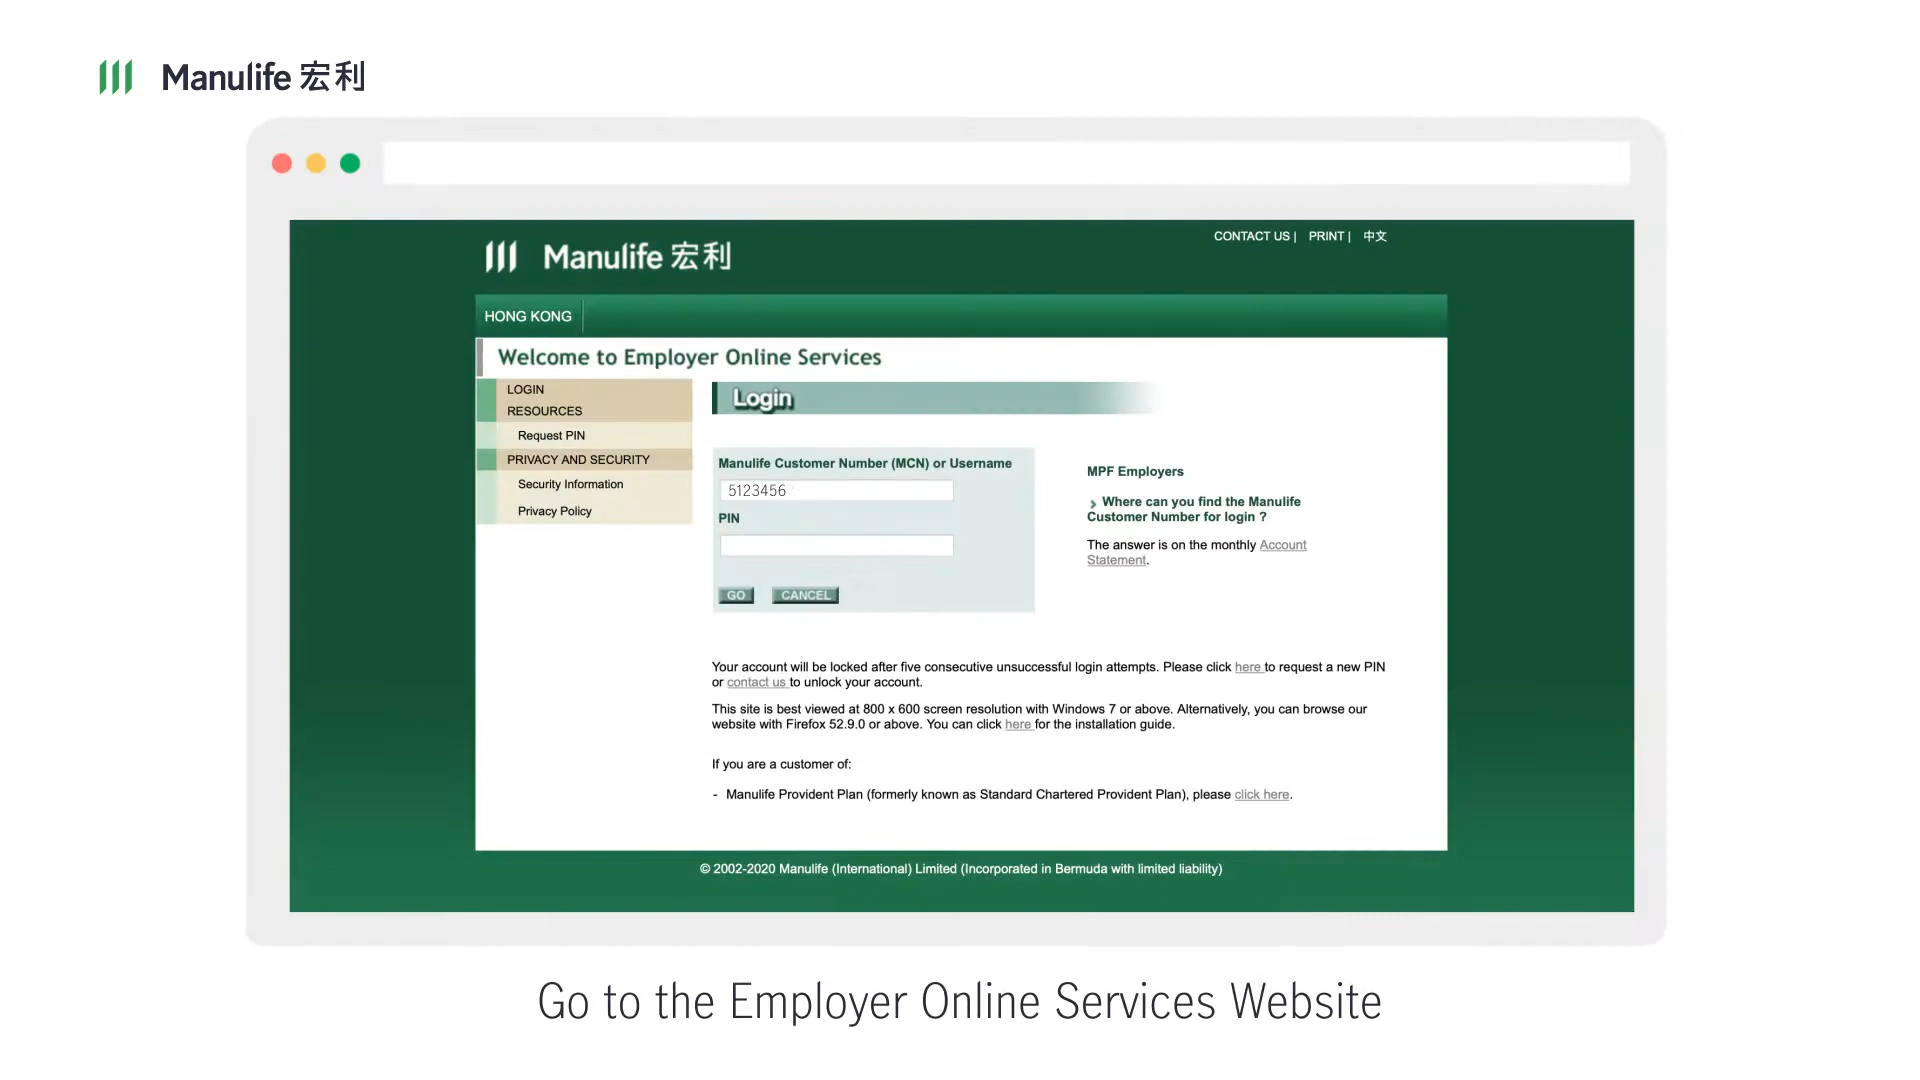 Manulife 宏利
Manulife 宏利
CONTACT US | PRINT | 中文
HONG KONG
Welcome to Employer Online Services
LOGIN
RESOURCES
Request PIN
PRIVACY AND SECURITY
Security Information
Privacy Policy
Login
Manulife Customer Number (MCN) or Username
5123456
PIN
GO CANCEL
MPF Employers
Where can you find the Manulife
Customer Number for login ?
The answer is on the monthly Account
Statement.
Your account will be locked after five consecutive unsuccessful login attempts. Please click here to request a new PIN
or contact us to unlock your account.
This site is best viewed at 800 x 600 screen resolution with Windows 7 or above. Alternatively, you can browse our
website with Firefox 52.9.0 or above. You can click here for the installation guide.
If you are a customer of:
- Manulife Provident Plan (formerly known as Standard Chartered Provident Plan), please click here.
© 2002-2020 Manulife (International) Limited (Incorporated in Bermuda with limited liability)
Go to the Employer Online Services Website